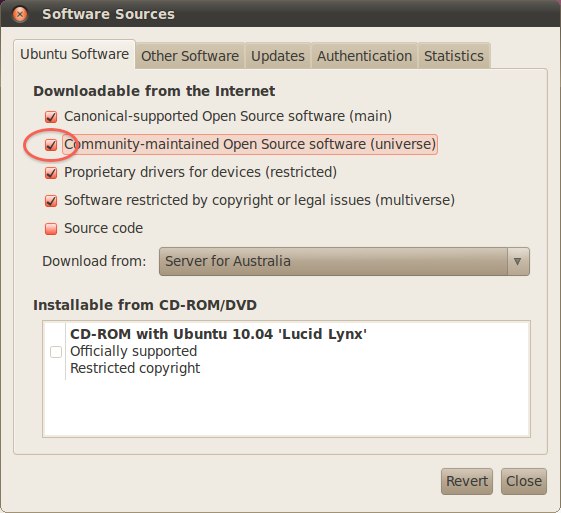 Software Sources
Ubuntu Software
Other Software
Updates
Authentication
Statistics
Downloadable from the Internet
Canonical-supported Open Source software (main)
Community-maintained Open Source software (universe)
Proprietary drivers for devices (restricted)
Software restricted by copyright or legal issues (multiverse)
Source code
Download from: Server for Australia
Installable from CD-ROM/DVD
CD-ROM with Ubuntu 10.04 'Lucid Lynx'
Officially supported
Restricted copyright
Revert
Close